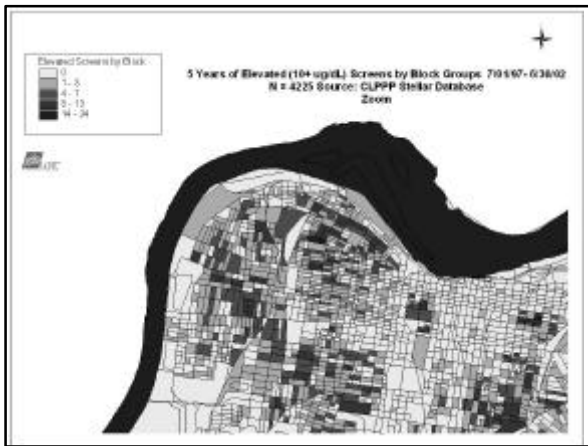 Elevated Screens by Block
0
1 - 3
4 - 7
8 - 13
14 - 34
5 Years of Elevated (10+ ug/dL) Screens by Block Groups 7/01/97- 6/30/02
N = 4225 Source: CLPPP Stellar Database
Zoom